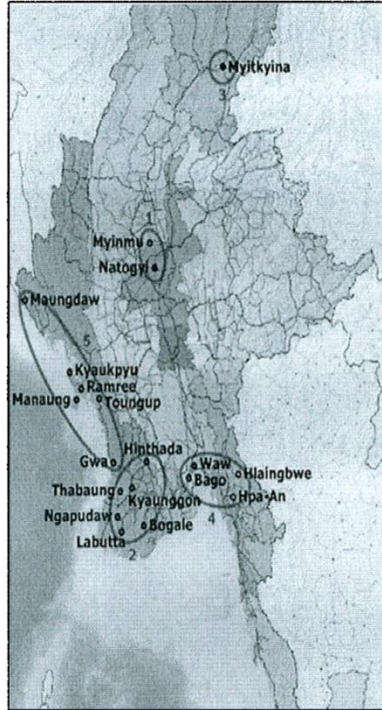 Myitkyina
3
1
Myinmu
Natogyi
Maungdaw
5
Kyaukpyu
Ramree
Manaung
Toungup
Hinthada
Gwa
Waw
Hlaingbwe
Thabaung
Bago
Kyaunggon
Hpa-An
Ngapudaw
Bogale
4
Labutta
2